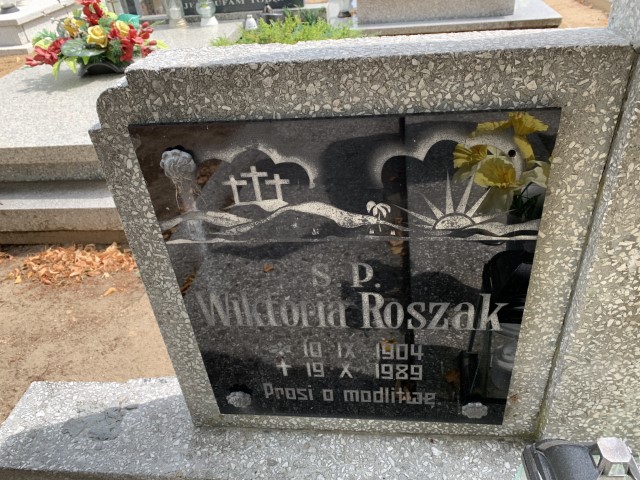 Ś. P.
Wiktoria Roszak
* 10 IX 1904
+ 19 X 1989
Prosi o modlitwę